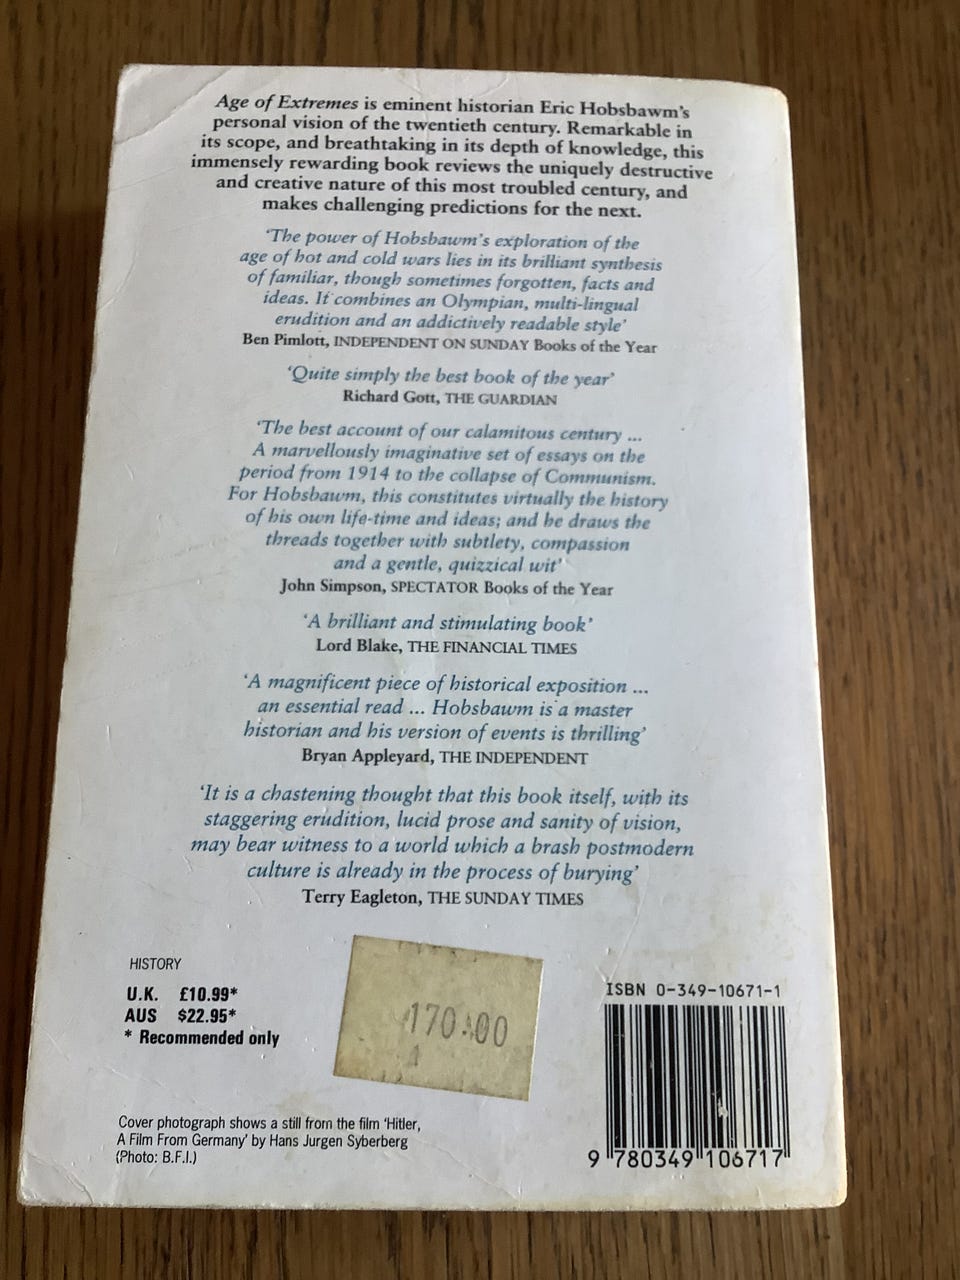 Age of Extremes is eminent historian Eric Hobsbawm's
personal vision of the twentieth century. Remarkable in
its scope, and breathtaking in its depth of knowledge, this
immensely rewarding book reviews the uniquely destructive
and creative nature of this most troubled century, and
makes challenging predictions for the next.
'The power of Hobsbawm's exploration of the
age of hot and cold wars lies in its brilliant synthesis
of familiar, though sometimes forgotten, facts and
ideas. It combines an Olympian, multi-lingual
erudition and an addictively readable style'
Ben Pimlott, INDEPENDENT ON SUNDAY Books of the Year
'Quite simply the best book of the year'
Richard Gott, THE GUARDIAN
'The best account of our calamitous century ...
A marvellously imaginative set of essays on the
period from 1914 to the collapse of Communism.
For Hobsbawm, this constitutes virtually the history
of his own life-time and ideas; and he draws the
threads together with subtlety, compassion
and a gentle, quizzical wit'
John Simpson, SPECTATOR Books of the Year
'A brilliant and stimulating book'
Lord Blake, THE FINANCIAL TIMES
'A magnificent piece of historical exposition ...
an essential read ... Hobsbawm is a master
historian and his version of events is thrilling'
Bryan Appleyard, THE INDEPENDENT
'It is a chastening thought that this book itself, with its
staggering erudition, lucid prose and sanity of vision,
may bear witness to a world which a brash postmodern
culture is already in the process of burying'
Terry Eagleton, THE SUNDAY TIMES
HISTORY
U.K. £10.99*
AUS $22.95*
* Recommended only
170.00
Cover photograph shows a still from the film 'Hitler,
A Film From Germany' by Hans Jurgen Syberberg
(Photo: B.F.I.)
ISBN 0-349-10671-1
9 780349 106717